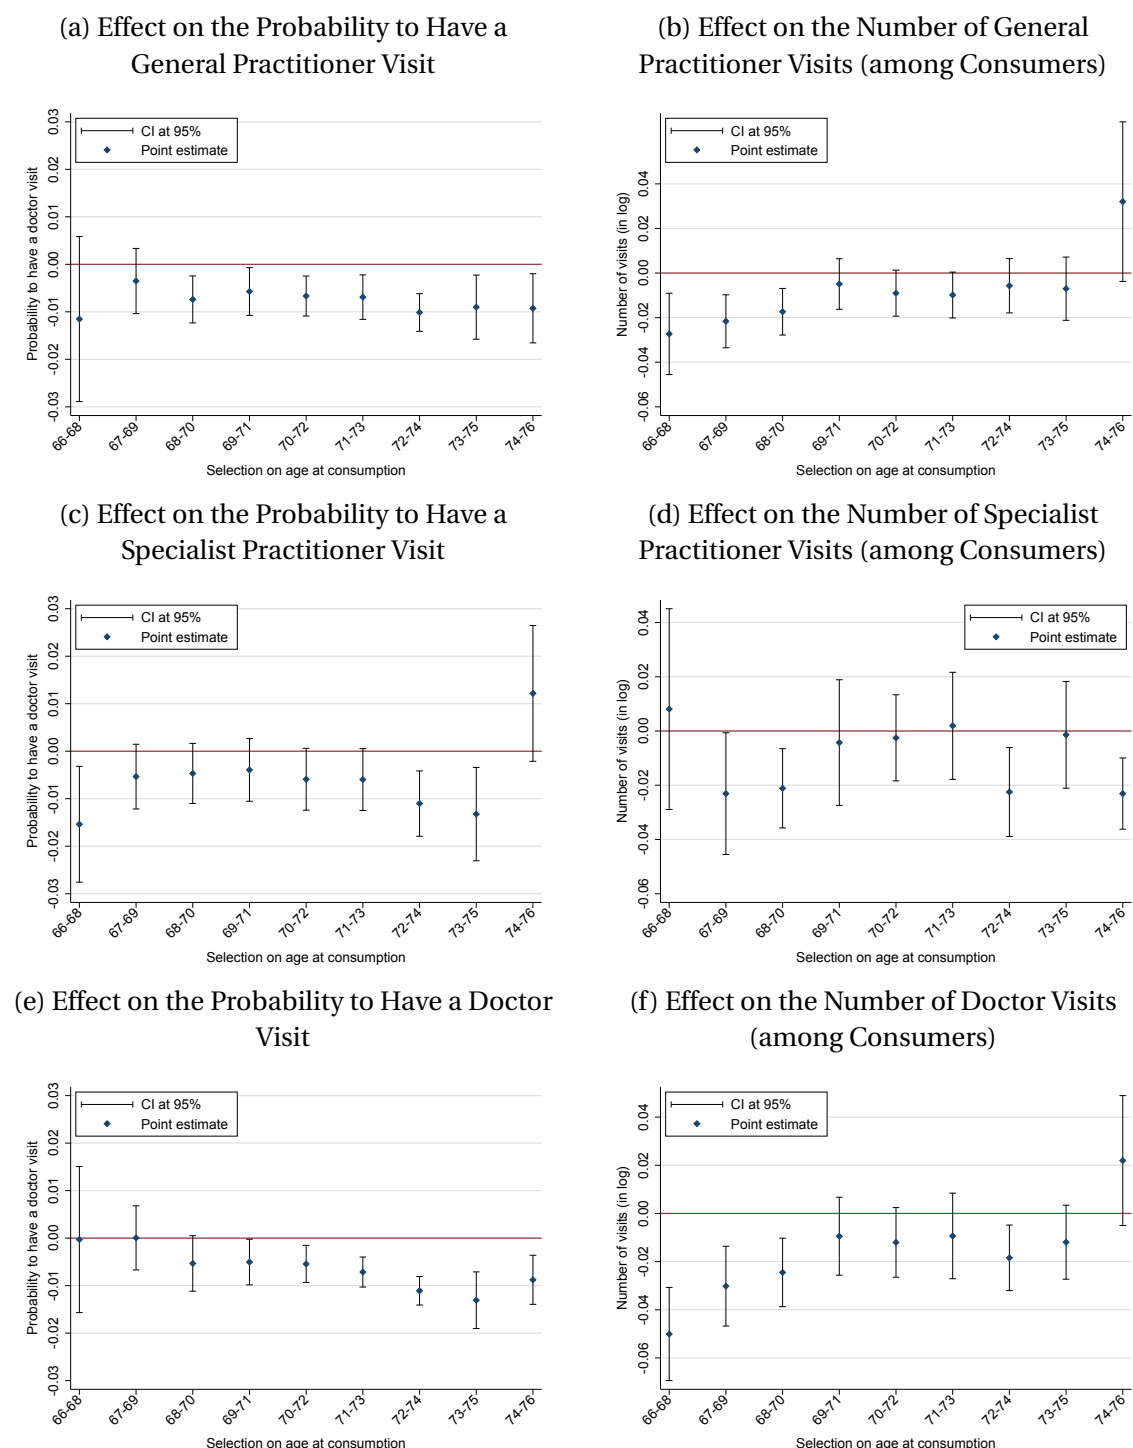 (a) Effect on the Probability to Have a
General Practitioner Visit
CI at 95%
Point estimate
Probability to have a doctor visit
0.03
0.02
0.01
0.00
-0.01
-0.02
-0.03
66-68
67-69
68-70
69-71
70-72
71-73
72-74
73-75
74-76
Selection on age at consumption
(b) Effect on the Number of General
Practitioner Visits (among Consumers)
CI at 95%
Point estimate
Number of visits (in log)
0.04
0.02
0.00
-0.02
-0.04
-0.06
66-68
67-69
68-70
69-71
70-72
71-73
72-74
73-75
74-76
Selection on age at consumption
(c) Effect on the Probability to Have a
Specialist Practitioner Visit
CI at 95%
Point estimate
Probability to have a doctor visit
0.03
0.02
0.01
0.00
-0.01
-0.02
-0.03
66-68
67-69
68-70
69-71
70-72
71-73
72-74
73-75
74-76
Selection on age at consumption
(d) Effect on the Number of Specialist
Practitioner Visits (among Consumers)
CI at 95%
Point estimate
Number of visits (in log)
0.04
0.02
0.00
-0.02
-0.04
-0.06
66-68
67-69
68-70
69-71
70-72
71-73
72-74
73-75
74-76
Selection on age at consumption
(e) Effect on the Probability to Have a Doctor
Visit
CI at 95%
Point estimate
Probability to have a doctor visit
0.03
0.02
0.01
0.00
-0.01
-0.02
-0.03
66-68
67-69
68-70
69-71
70-72
71-73
72-74
73-75
74-76
Selection on age at consumption
(f) Effect on the Number of Doctor Visits
(among Consumers)
CI at 95%
Point estimate
Number of visits (in log)
0.04
0.02
0.00
-0.02
-0.04
-0.06
66-68
67-69
68-70
69-71
70-72
71-73
72-74
73-75
74-76
Selection on age at consumption